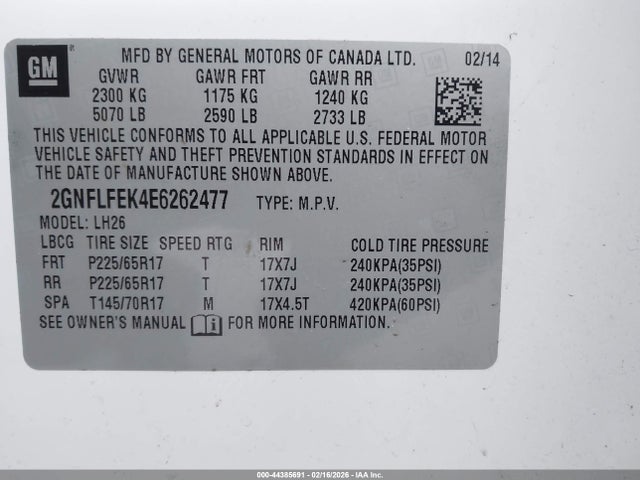 GM
MFD BY GENERAL MOTORS OF CANADA LTD. 02/14
GVWR GAWR FRT GAWR RR
2300 KG 1175 KG 1240 KG
5070 LB 2590 LB 2733 LB
THIS VEHICLE CONFORMS TO ALL APPLICABLE U.S. FEDERAL MOTOR
VEHICLE SAFETY AND THEFT PREVENTION STANDARDS IN EFFECT ON
THE DATE OF MANUFACTURE SHOWN ABOVE.
2GNFLFEK4E6262477 TYPE: M.P.V.
MODEL: LH26
LBCG TIRE SIZE SPEED RTG RIM COLD TIRE PRESSURE
FRT P225/65R17 T 17X7J 240KPA(35PSI)
RR P225/65R17 T 17X7J 240KPA(35PSI)
SPA T145/70R17 M 17X4.5T 420KPA(60PSI)
SEE OWNER'S MANUAL i FOR MORE INFORMATION.
000-44385691 - 02/16/2026 - IAAI.COM